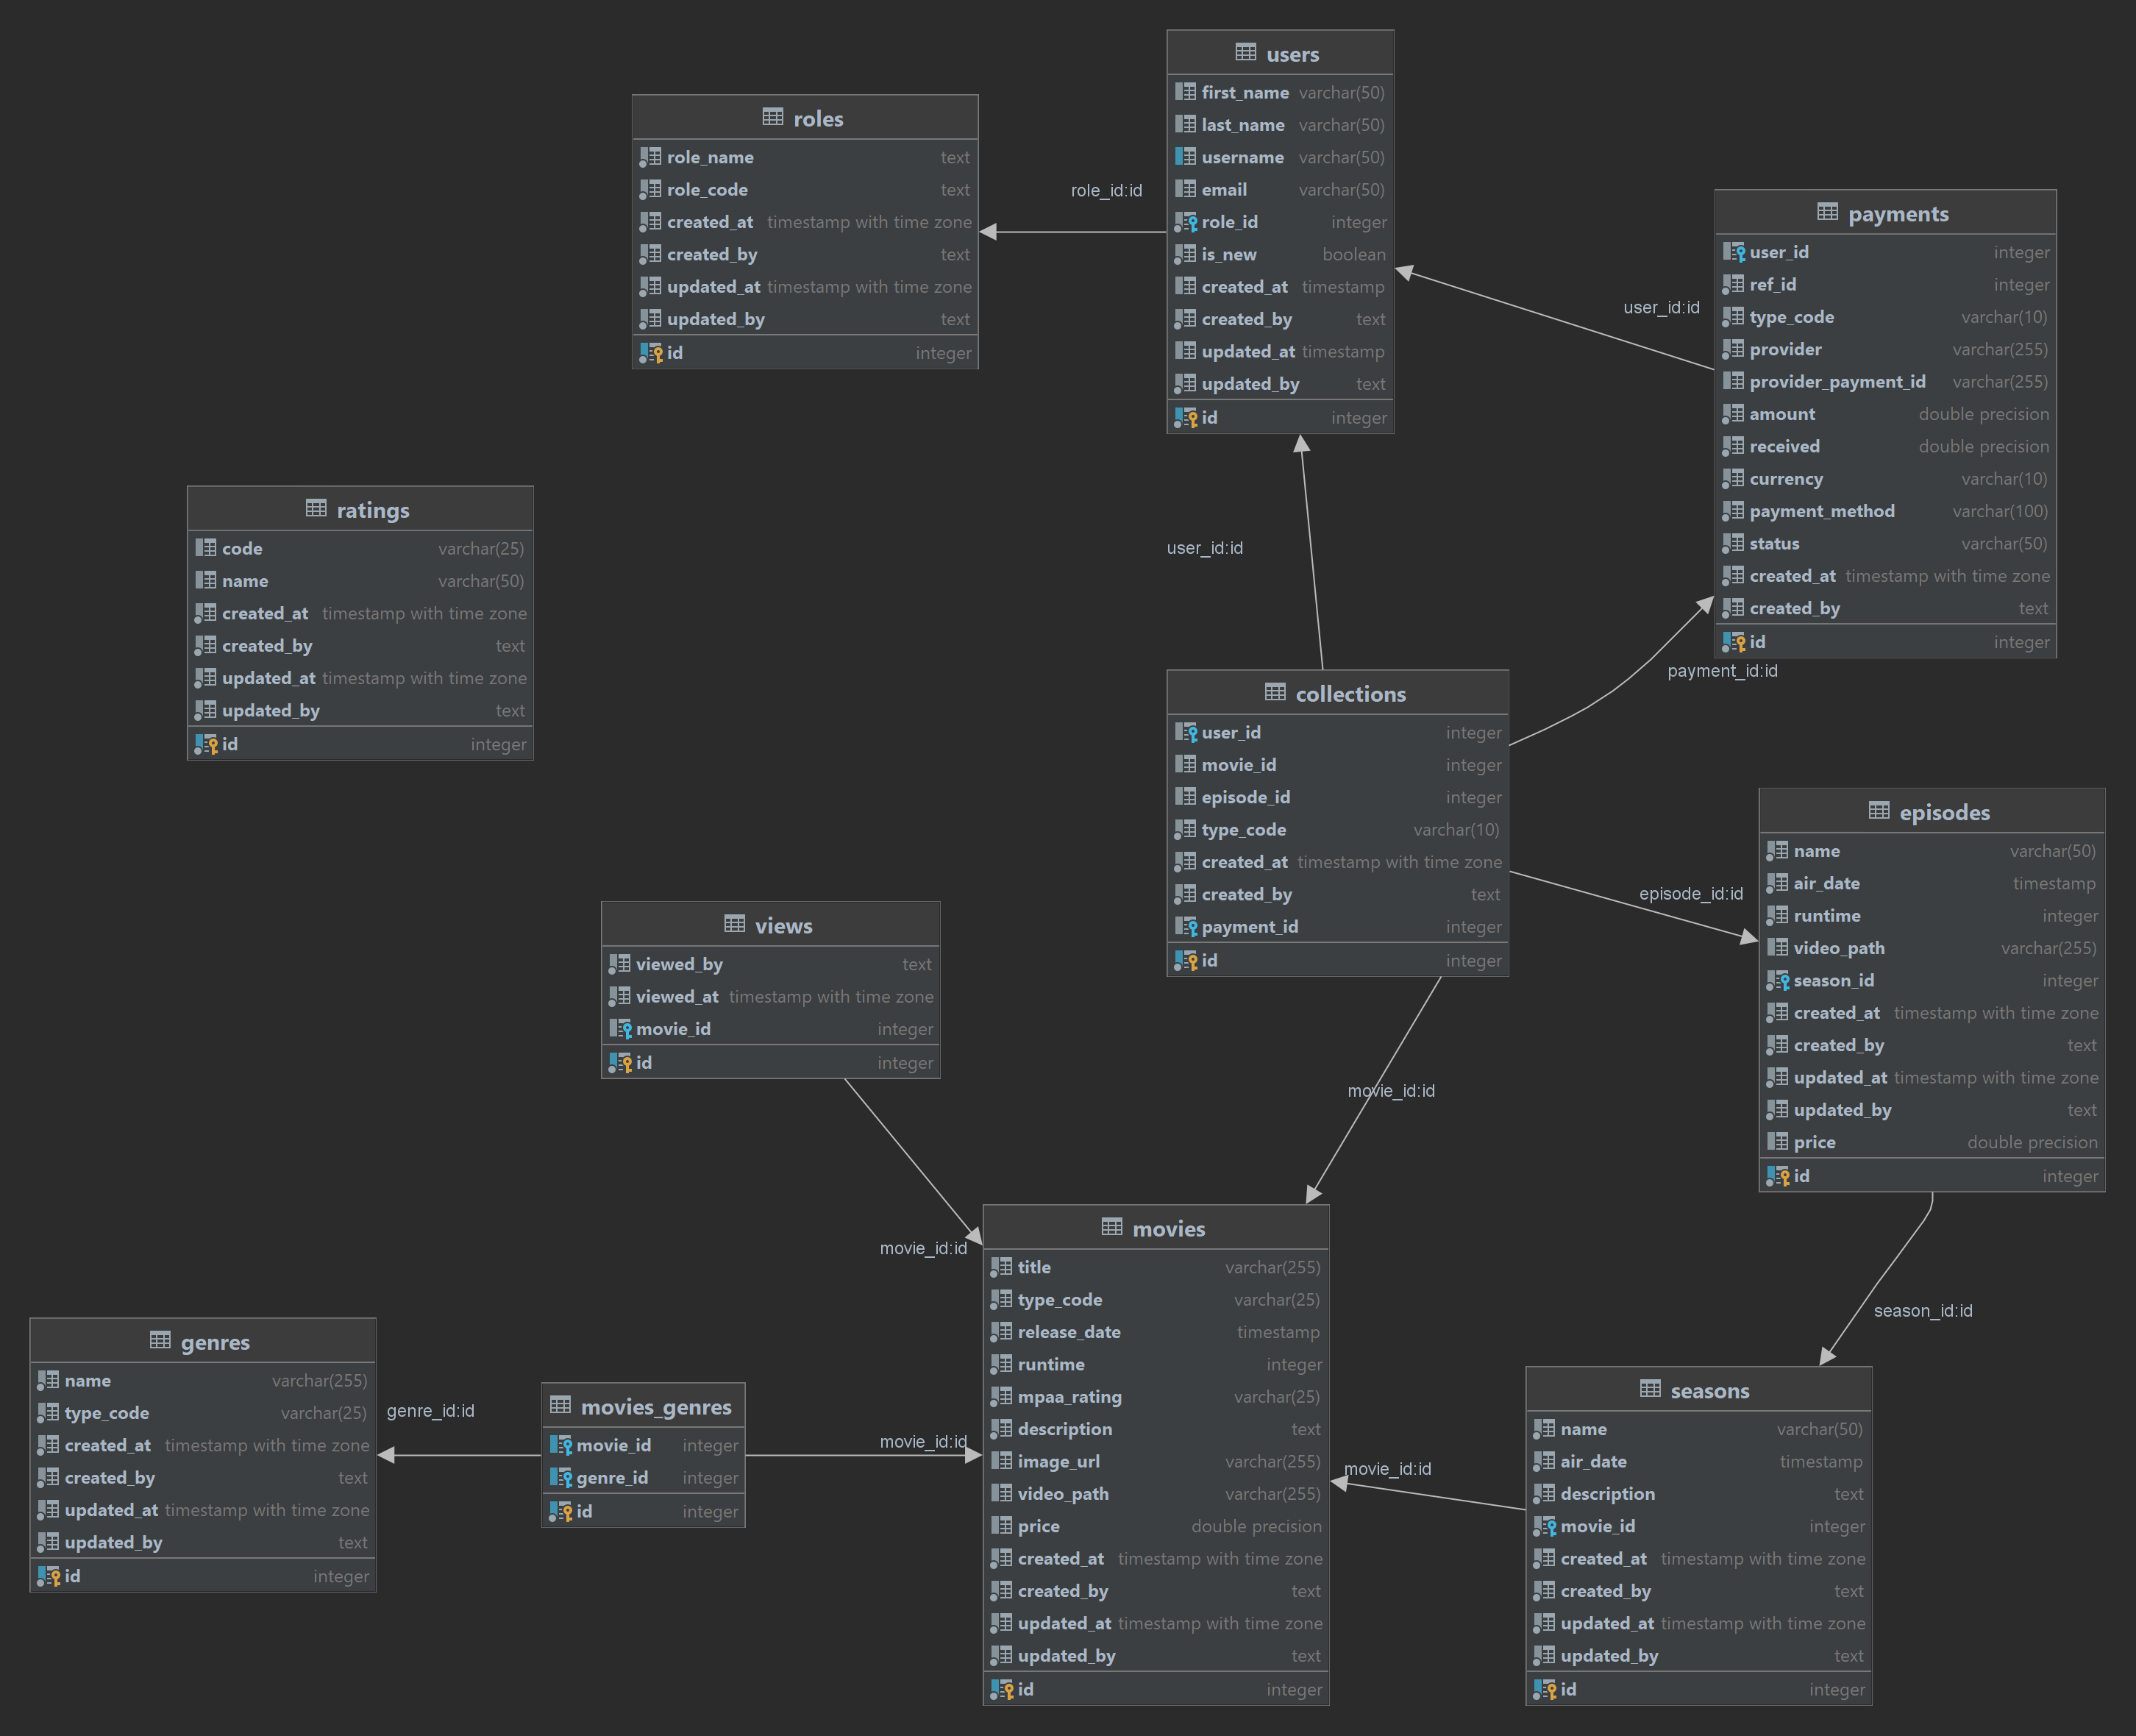 users
first_name varchar(50)
last_name varchar(50)
username varchar(50)
email varchar(50)
role_id integer
is_new boolean
created_at timestamp
created_by text
updated_at timestamp
updated_by text
id integer
roles
role_name text
role_code text
created_at timestamp with time zone
created_by text
updated_at timestamp with time zone
updated_by text
id integer
role_id:id
payments
user_id integer
ref_id integer
type_code varchar(10)
provider varchar(255)
provider_payment_id varchar(255)
amount double precision
received double precision
currency varchar(10)
payment_method varchar(100)
status varchar(50)
created_at timestamp with time zone
created_by text
id integer
user_id:id
ratings
code varchar(25)
name varchar(50)
created_at timestamp with time zone
created_by text
updated_at timestamp with time zone
updated_by text
id integer
user_id:id
payment_id:id
collections
user_id integer
movie_id integer
episode_id integer
type_code varchar(10)
created_at timestamp with time zone
created_by text
payment_id integer
id integer
episode_id:id
episodes
name varchar(50)
air_date timestamp
runtime integer
video_path varchar(255)
season_id integer
created_at timestamp with time zone
created_by text
updated_at timestamp with time zone
updated_by text
price double precision
id integer
views
viewed_by text
viewed_at timestamp with time zone
movie_id integer
id integer
movie_id:id
movie_id:id
movies
title varchar(255)
type_code varchar(25)
release_date timestamp
runtime integer
mpaa_rating varchar(25)
description text
image_url varchar(255)
video_path varchar(255)
price double precision
created_at timestamp with time zone
created_by text
updated_at timestamp with time zone
updated_by text
id integer
season_id:id
genres
name varchar(255)
type_code varchar(25)
created_at timestamp with time zone
created_by text
updated_at timestamp with time zone
updated_by text
id integer
genre_id:id
movies_genres
movie_id integer
genre_id integer
id integer
movie_id:id
movie_id:id
seasons
name varchar(50)
air_date timestamp
description text
movie_id integer
created_at timestamp with time zone
created_by text
updated_at timestamp with time zone
updated_by text
id integer